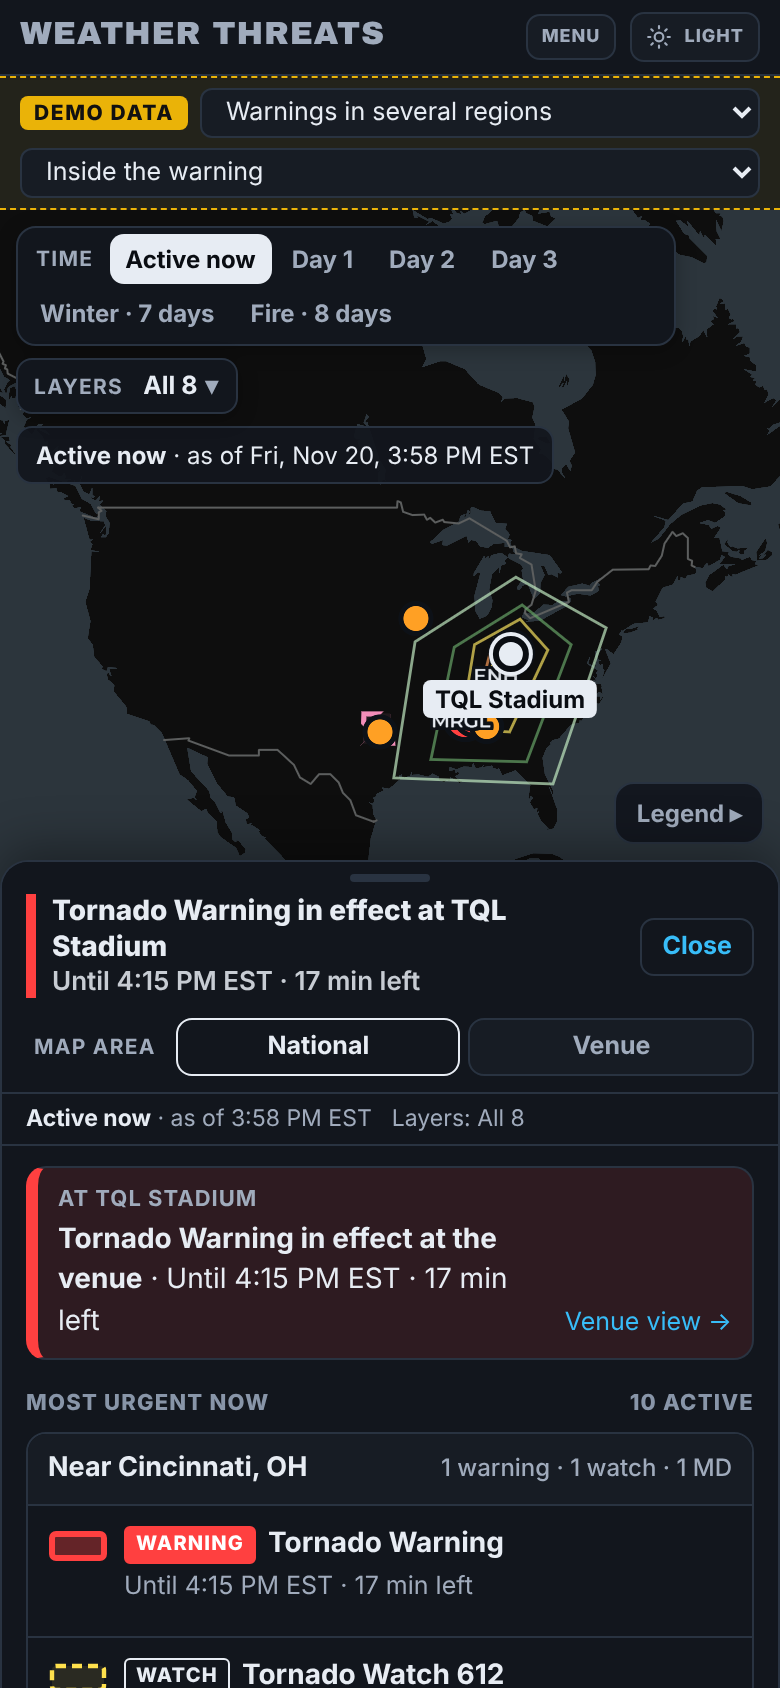 WEATHER THREATS
MENU
LIGHT
DEMO DATA
Warnings in several regions
Inside the warning
TIME
Active now
Day 1
Day 2
Day 3
Winter · 7 days
Fire · 8 days
LAYERS
All 8 ▾
Active now · as of Fri, Nov 20, 3:58 PM EST
TQL Stadium
MRGL
Legend ▸
Tornado Warning in effect at TQL
Stadium
Until 4:15 PM EST · 17 min left
Close
MAP AREA
National
Venue
Active now · as of 3:58 PM EST Layers: All 8
AT TQL STADIUM
Tornado Warning in effect at the
venue · Until 4:15 PM EST · 17 min
left
Venue view →
MOST URGENT NOW
10 ACTIVE
Near Cincinnati, OH
1 warning · 1 watch · 1 MD
WARNING Tornado Warning
Until 4:15 PM EST · 17 min left
WATCH Tornado Watch 612